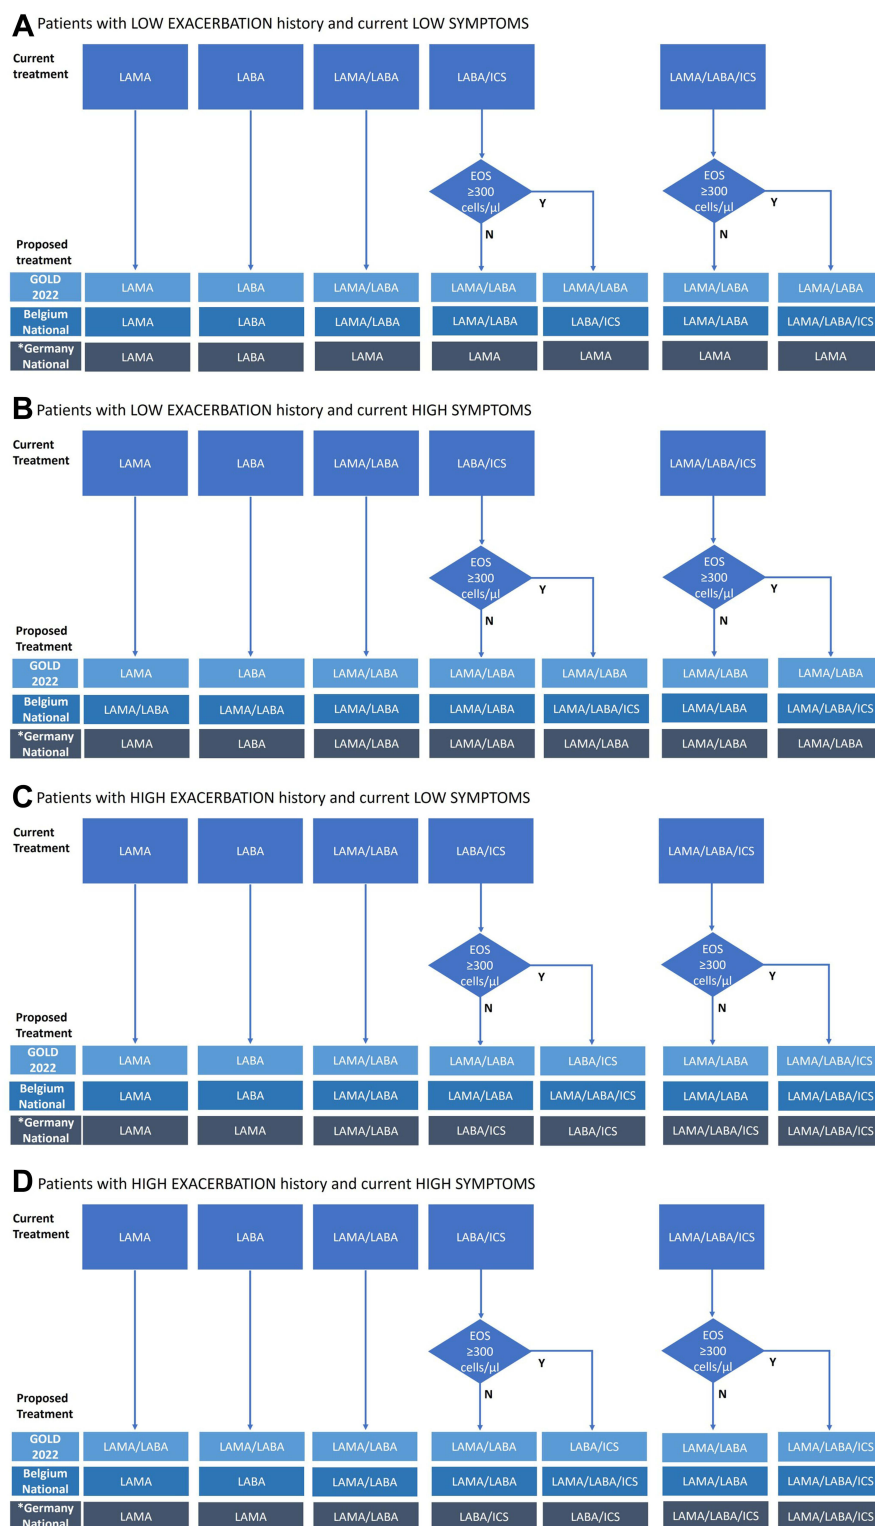 A Patients with LOW EXACERBATION history and current LOW SYMPTOMS
Current
treatment
LAMA
LABA
LAMA/LABA
LABA/ICS
LAMA/LABA/ICS
EOS
≥300
cells/µl
Y
N
EOS
≥300
cells/µl
Y
N
Proposed
treatment
GOLD
2022
LAMA
LABA
LAMA/LABA
LAMA/LABA
LAMA/LABA
LAMA/LABA
LAMA/LABA
Belgium
National
LAMA
LABA
LAMA/LABA
LAMA/LABA
LABA/ICS
LAMA/LABA
LAMA/LABA/ICS
*Germany
National
LAMA
LABA
LAMA
LAMA
LAMA
LAMA
LAMA
B Patients with LOW EXACERBATION history and current HIGH SYMPTOMS
Current
Treatment
LAMA
LABA
LAMA/LABA
LABA/ICS
LAMA/LABA/ICS
EOS
≥300
cells/µl
Y
N
EOS
≥300
cells/µl
Y
N
Proposed
Treatment
GOLD
2022
LAMA
LABA
LAMA/LABA
LAMA/LABA
LAMA/LABA
LAMA/LABA
LAMA/LABA
Belgium
National
LAMA/LABA
LAMA/LABA
LAMA/LABA
LAMA/LABA
LAMA/LABA/ICS
LAMA/LABA
LAMA/LABA/ICS
*Germany
National
LAMA
LABA
LAMA/LABA
LAMA/LABA
LAMA/LABA
LAMA/LABA
LAMA/LABA
C Patients with HIGH EXACERBATION history and current LOW SYMPTOMS
Current
Treatment
LAMA
LABA
LAMA/LABA
LABA/ICS
LAMA/LABA/ICS
EOS
≥300
cells/µl
Y
N
EOS
≥300
cells/µl
Y
N
Proposed
Treatment
GOLD
2022
LAMA
LABA
LAMA/LABA
LAMA/LABA
LABA/ICS
LAMA/LABA
LAMA/LABA/ICS
Belgium
National
LAMA
LABA
LAMA/LABA
LAMA/LABA
LAMA/LABA/ICS
LAMA/LABA
LAMA/LABA/ICS
*Germany
National
LAMA
LAMA
LAMA/LABA
LABA/ICS
LABA/ICS
LAMA/LABA/ICS
LAMA/LABA/ICS
D Patients with HIGH EXACERBATION history and current HIGH SYMPTOMS
Current
Treatment
LAMA
LABA
LAMA/LABA
LABA/ICS
LAMA/LABA/ICS
EOS
≥300
cells/µl
Y
N
EOS
≥300
cells/µl
Y
N
Proposed
Treatment
GOLD
2022
LAMA/LABA
LAMA/LABA
LAMA/LABA
LAMA/LABA
LABA/ICS
LAMA/LABA
LAMA/LABA/ICS
Belgium
National
LAMA
LABA
LAMA/LABA
LAMA/LABA
LAMA/LABA/ICS
LAMA/LABA
LAMA/LABA/ICS
*Germany
National
LAMA
LAMA
LAMA/LABA
LABA/ICS
LABA/ICS
LAMA/LABA/ICS
LAMA/LABA/ICS